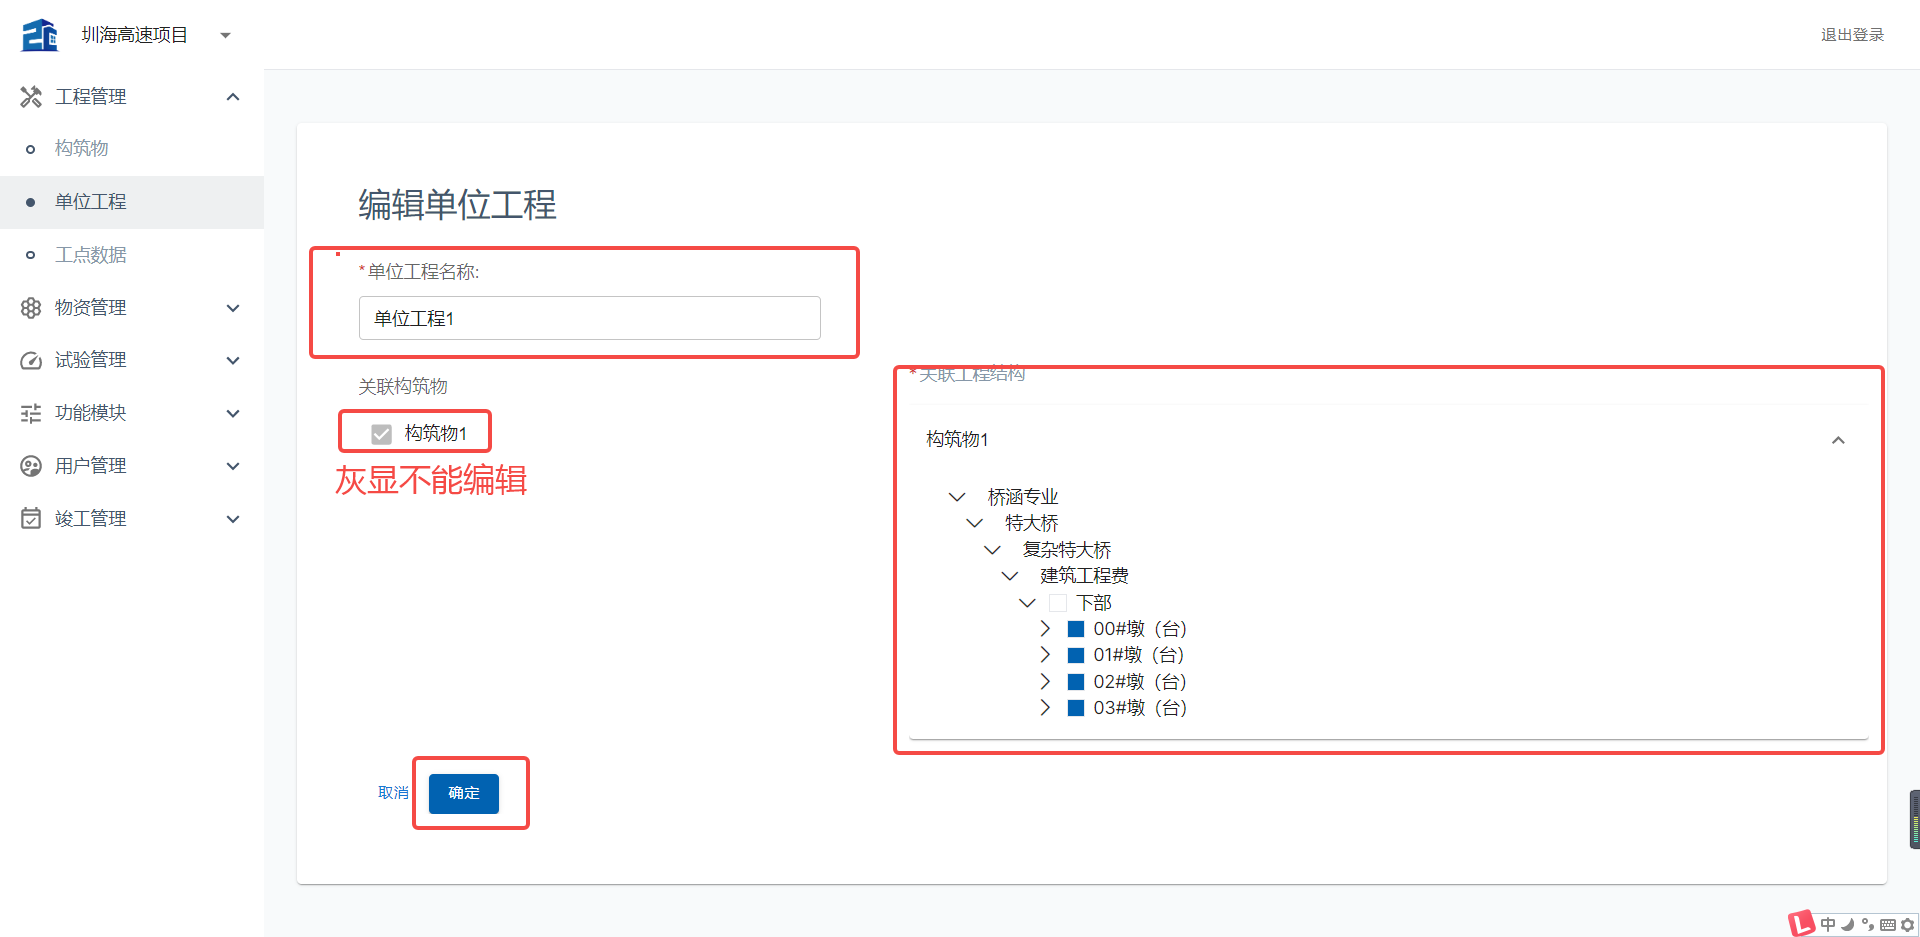 圳海高速项目
退出登录
工程管理
构筑物
单位工程
工点数据
物资管理
试验管理
功能模块
用户管理
竣工管理
编辑单位工程
*单位工程名称:
单位工程1
关联构筑物
构筑物1
灰显不能编辑
*关联工程结构
构筑物1
桥涵专业
特大桥
复杂特大桥
建筑工程费
下部
00#墩（台）
01#墩（台）
02#墩（台）
03#墩（台）
取消
确定
中